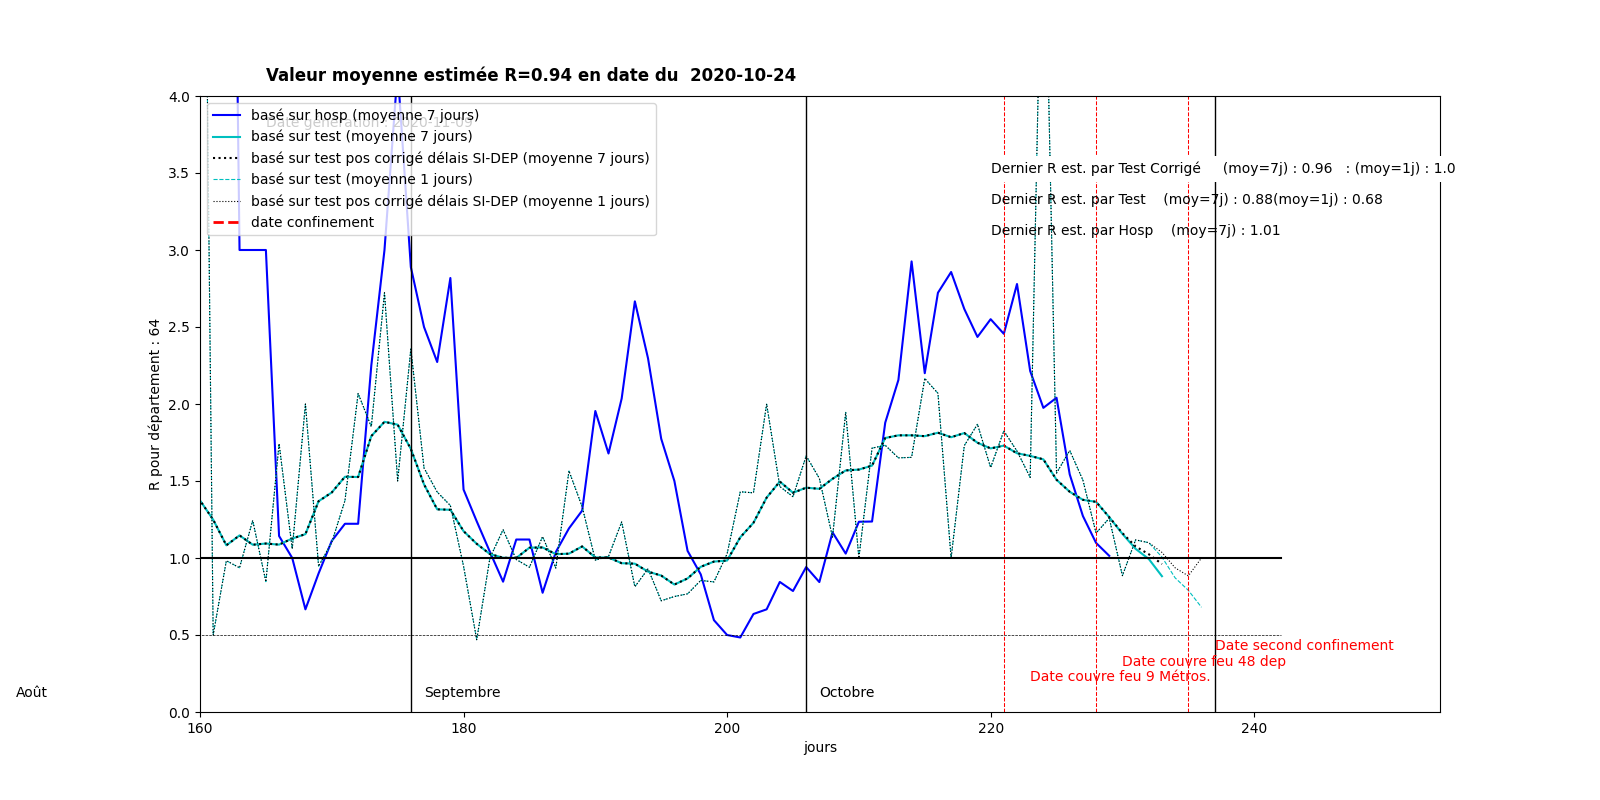 Valeur moyenne estimée R=0.94 en date du  2020-10-24
4.0
3.5
3.0
2.5
2.0
1.5
1.0
0.5
0.0
R pour département : 64
basé sur hosp (moyenne 7 jours)
Date génération : 2020-11-09
basé sur test (moyenne 7 jours)
basé sur test pos corrigé délais SI-DEP (moyenne 7 jours)
basé sur test (moyenne 1 jours)
basé sur test pos corrigé délais SI-DEP (moyenne 1 jours)
date confinement
Dernier R est. par Test Corrigé     (moy=7j) : 0.96   : (moy=1j) : 1.0
Dernier R est. par Test    (moy=7j) : 0.88(moy=1j) : 0.68
Dernier R est. par Hosp    (moy=7j) : 1.01
Date second confinement
Date couvre feu 48 dep
Date couvre feu 9 Métros.
Août
Septembre
Octobre
160
180
200
220
240
jours